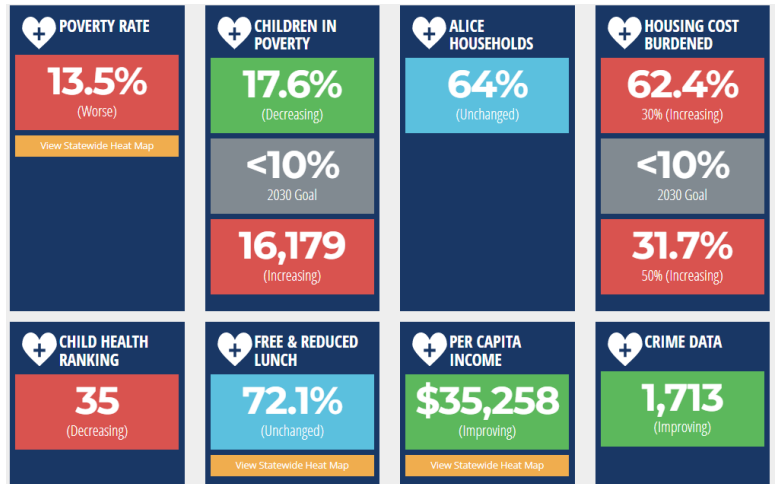 POVERTY RATE
13.5%
(Worse)
View Statewide Heat Map
CHILDREN IN
POVERTY
17.6%
(Decreasing)
<10%
2030 Goal
16,179
(Increasing)
ALICE
HOUSEHOLDS
64%
(Unchanged)
HOUSING COST
BURDENED
62.4%
30% (Increasing)
<10%
2030 Goal
31.7%
50% (Increasing)
CHILD HEALTH
RANKING
35
(Decreasing)
FREE & REDUCED
LUNCH
72.1%
(Unchanged)
View Statewide Heat Map
PER CAPITA
INCOME
$35,258
(Improving)
View Statewide Heat Map
CRIME DATA
1,713
(Improving)